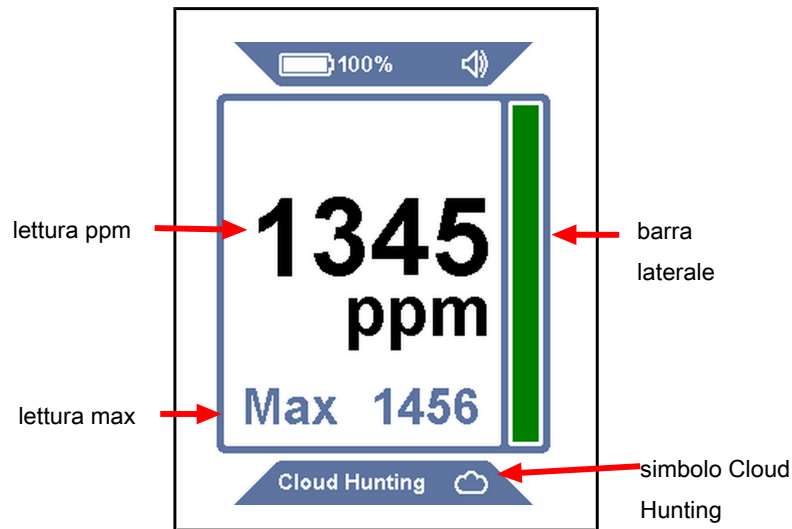 100%
lettura ppm
1345
ppm
barra
laterale
lettura max
Max 1456
Cloud Hunting
simbolo Cloud
Hunting